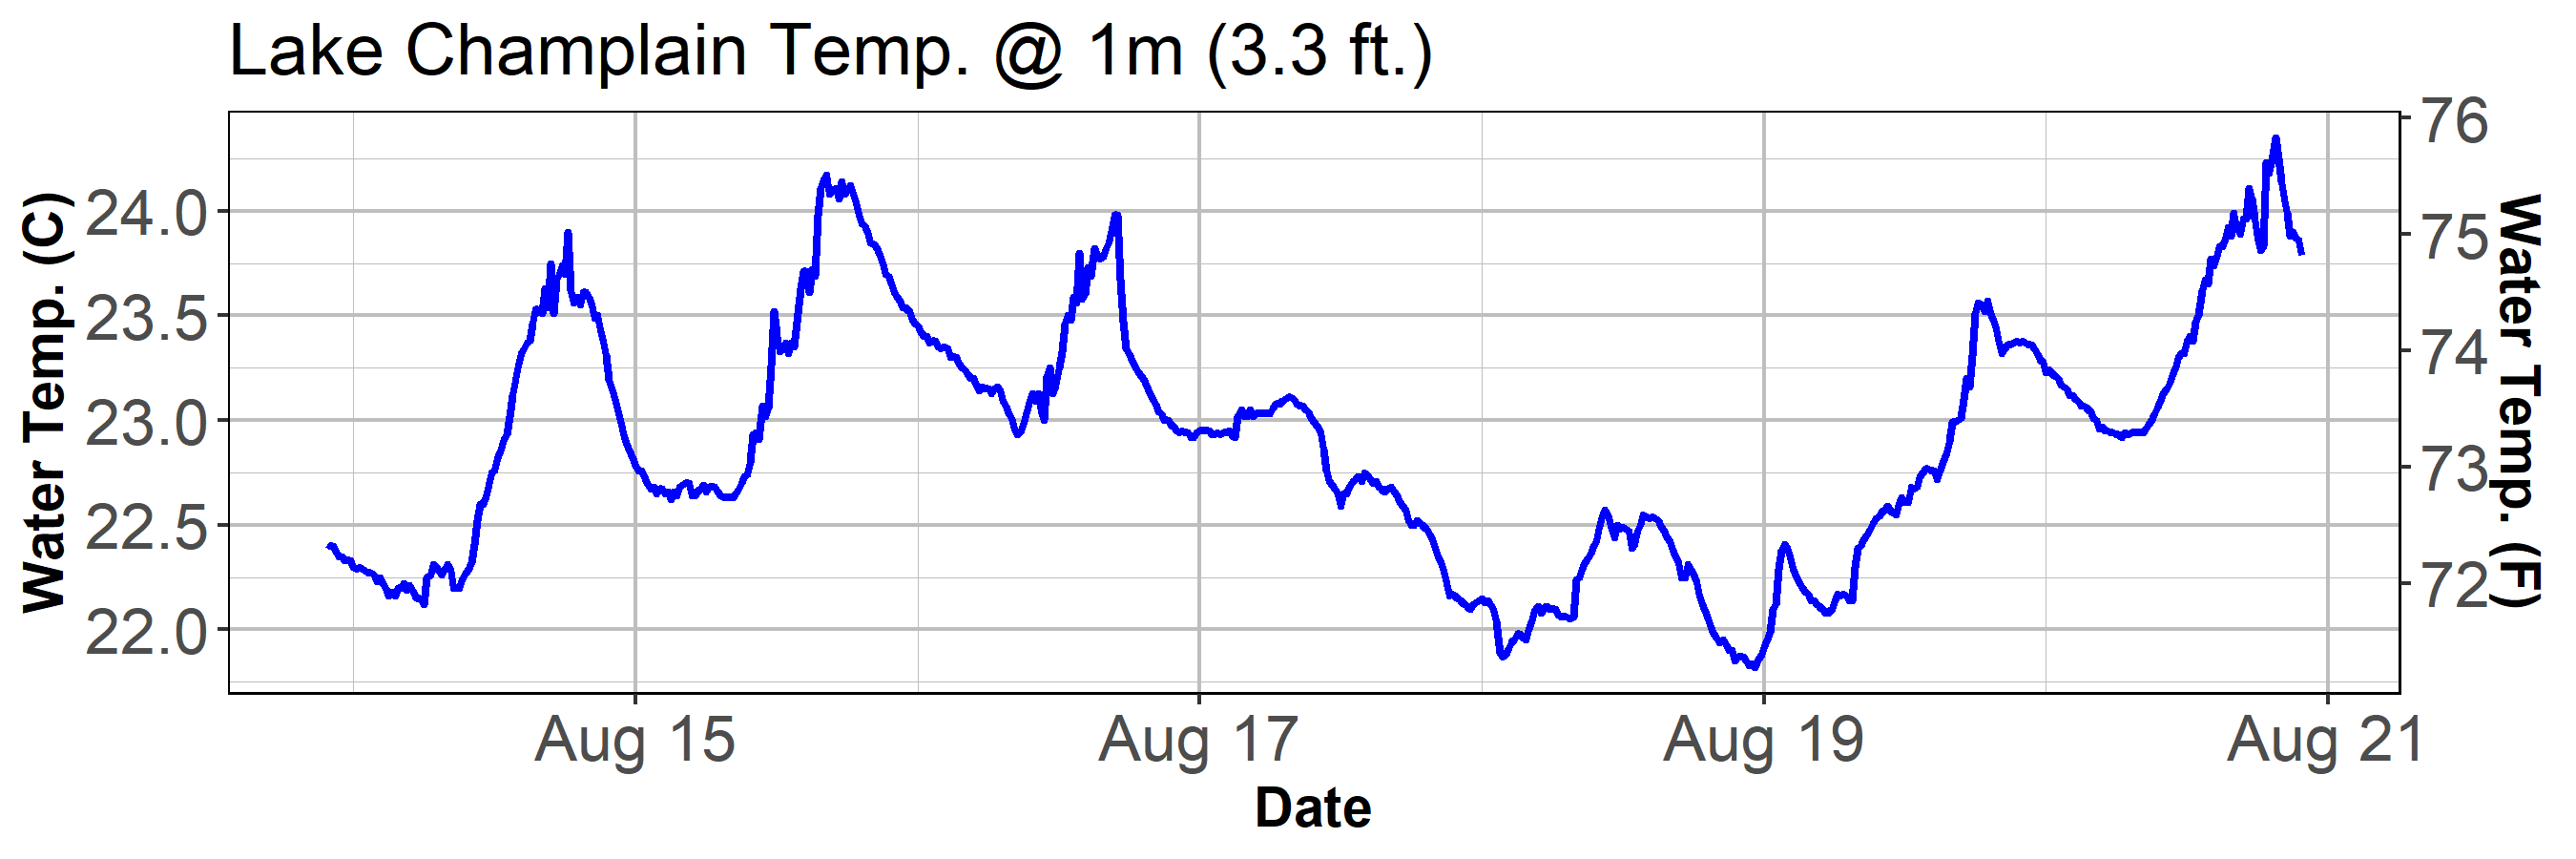 Lake Champlain Temp. @ 1m (3.3 ft.)
Water Temp. (C)
24.0
23.5
23.0
22.5
22.0
76
75
74
73
72
Water Temp. (F)
Aug 15
Aug 17
Aug 19
Aug 21
Date